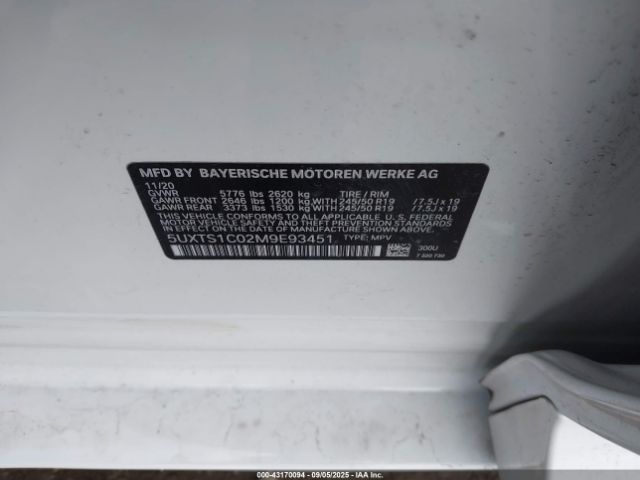 MFD BY BAYERISCHE MOTOREN WERKE AG
11/20
GVWR 5776 lbs 2620 kg TIRE / RIM
GAWR FRONT 2646 lbs 1200 kg WITH 245/50 R19 / 7.5J x 19
GAWR REAR 3373 lbs 1530 kg WITH 245/50 R19 / 7.5J x 19
THIS VEHICLE CONFORMS TO ALL APPLICABLE U. S. FEDERAL
MOTOR VEHICLE SAFETY AND THEFT PREVENTION STANDARDS
IN EFFECT ON THE DATE OF MANUFACTURE SHOWN ABOVE.
5UXTS1C02M9E93451 TYPE: MPV
300U
000-43170094 09/05/2025 IAA Auctions